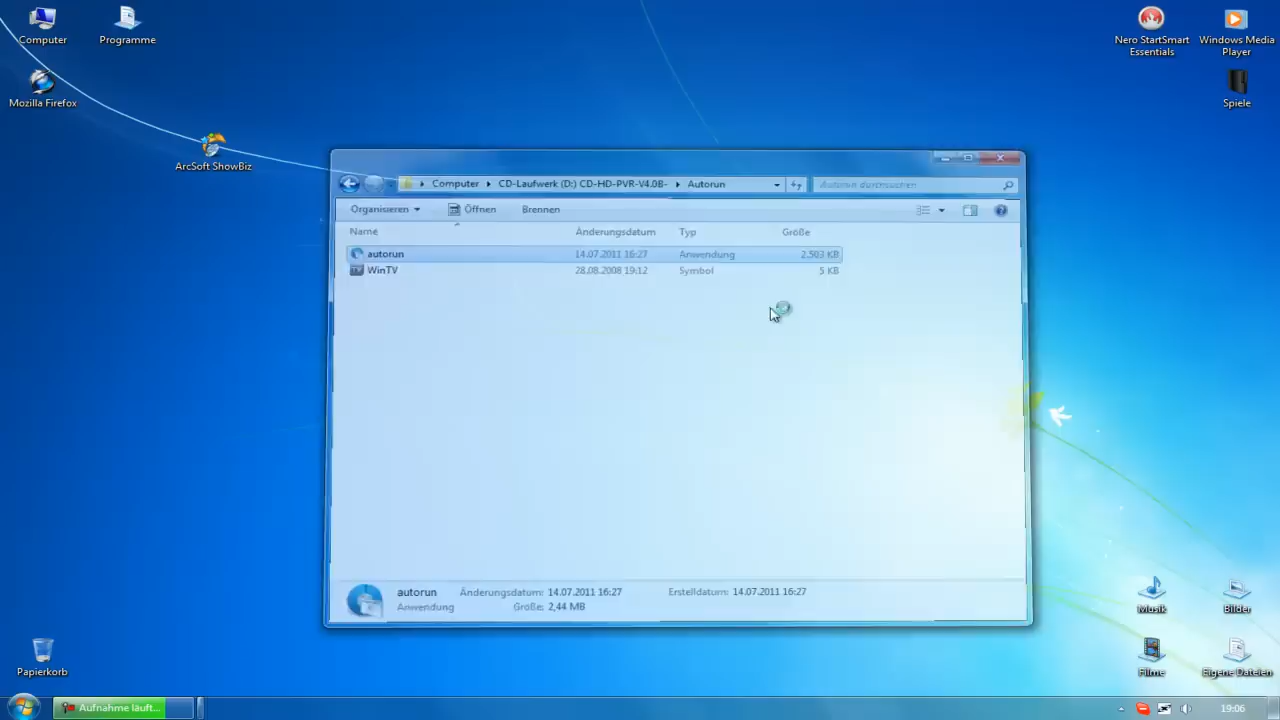 Computer
Programme
Nero StartSmart
Essentials
Windows Media
Player
Mozilla Firefox
Spiele
ArcSoft ShowBiz
Computer
CD-Laufwerk (D:) CD-HD-PVR-V4.0B-
Autorun
Autorun durchsuchen
Organisieren
Öffnen
Brennen
Name
Änderungsdatum
Typ
Größe
autorun
14.07.2011 16:27
Anwendung
2.503 KB
WinTV
28.08.2008 19:12
Symbol
5 KB
autorun
Änderungsdatum: 14.07.2011 16:27
Erstelldatum: 14.07.2011 16:27
Anwendung
Größe: 2,44 MB
Musik
Bilder
Papierkorb
Filme
Eigene Dateien
Aufnahme läuft...
19:06